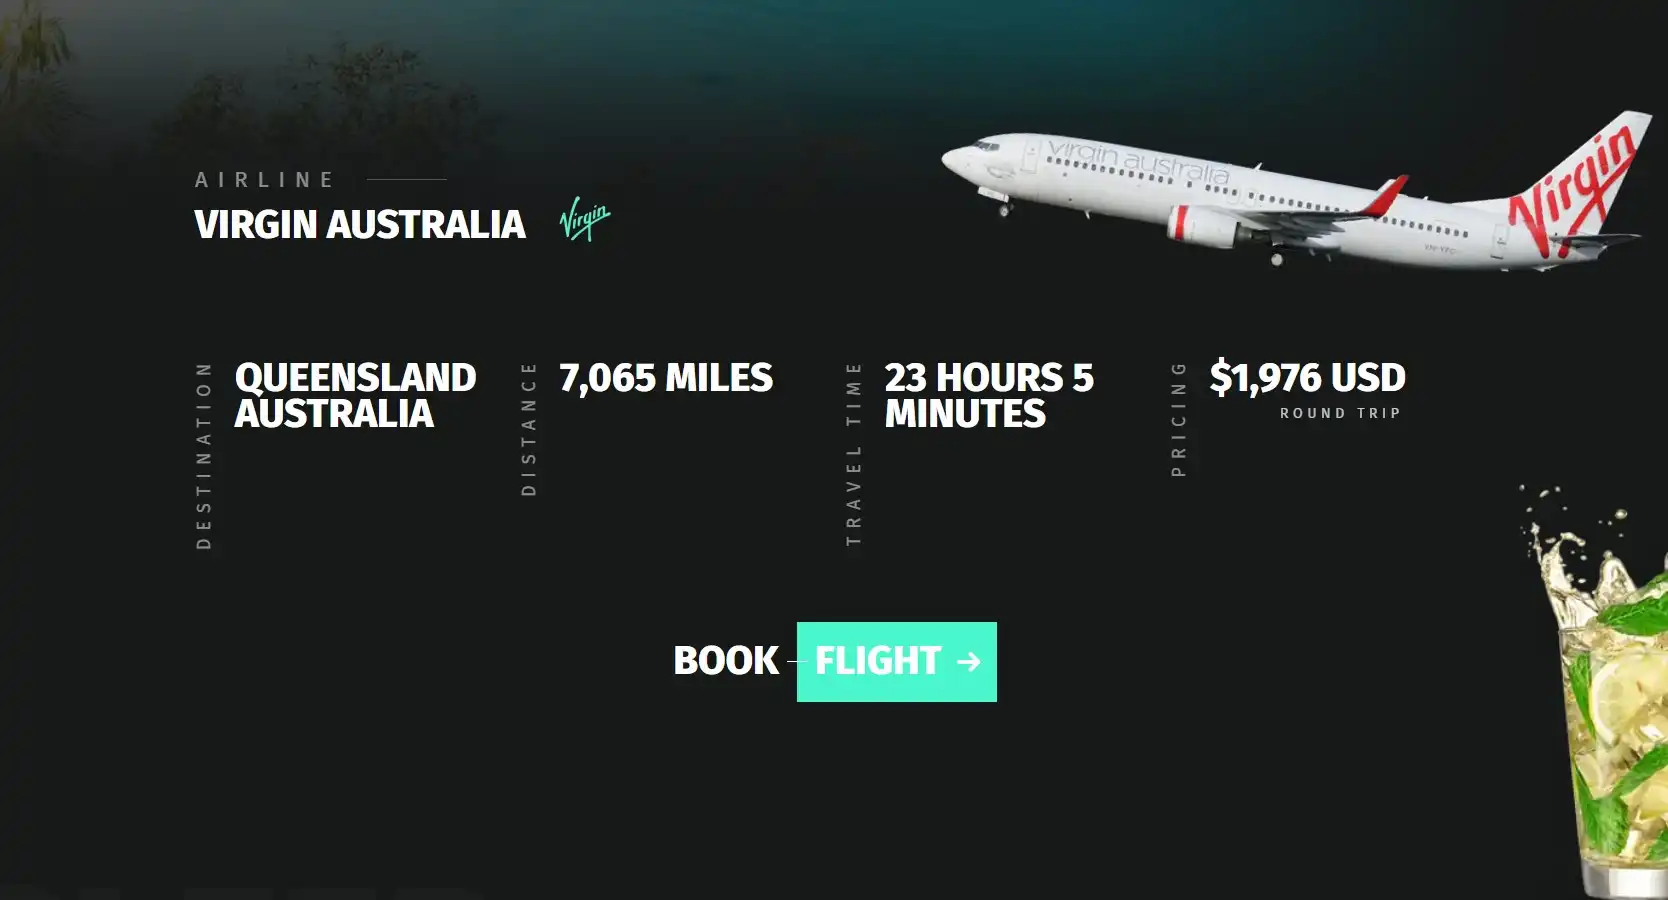 AIRLINE
VIRGIN AUSTRALIA
Virgin
virgin australia
Virgin
DESTINATION
QUEENSLAND
AUSTRALIA
DISTANCE
7,065 MILES
TRAVEL TIME
23 HOURS 5
MINUTES
PRICING
$1,976 USD
ROUND TRIP
BOOK FLIGHT →